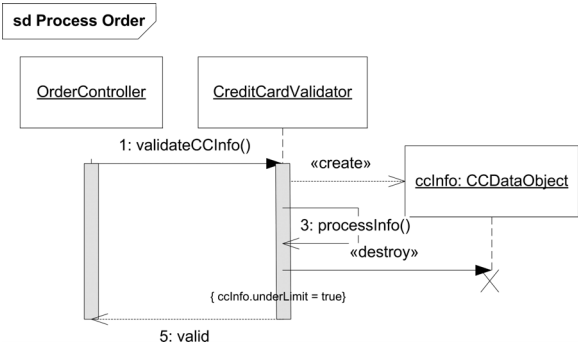 sd Process Order
OrderController
CreditCardValidator
1: validateCCInfo()
«create»
ccInfo: CCDataObject
3: processInfo()
«destroy»
{ ccInfo.underLimit = true}
5: valid